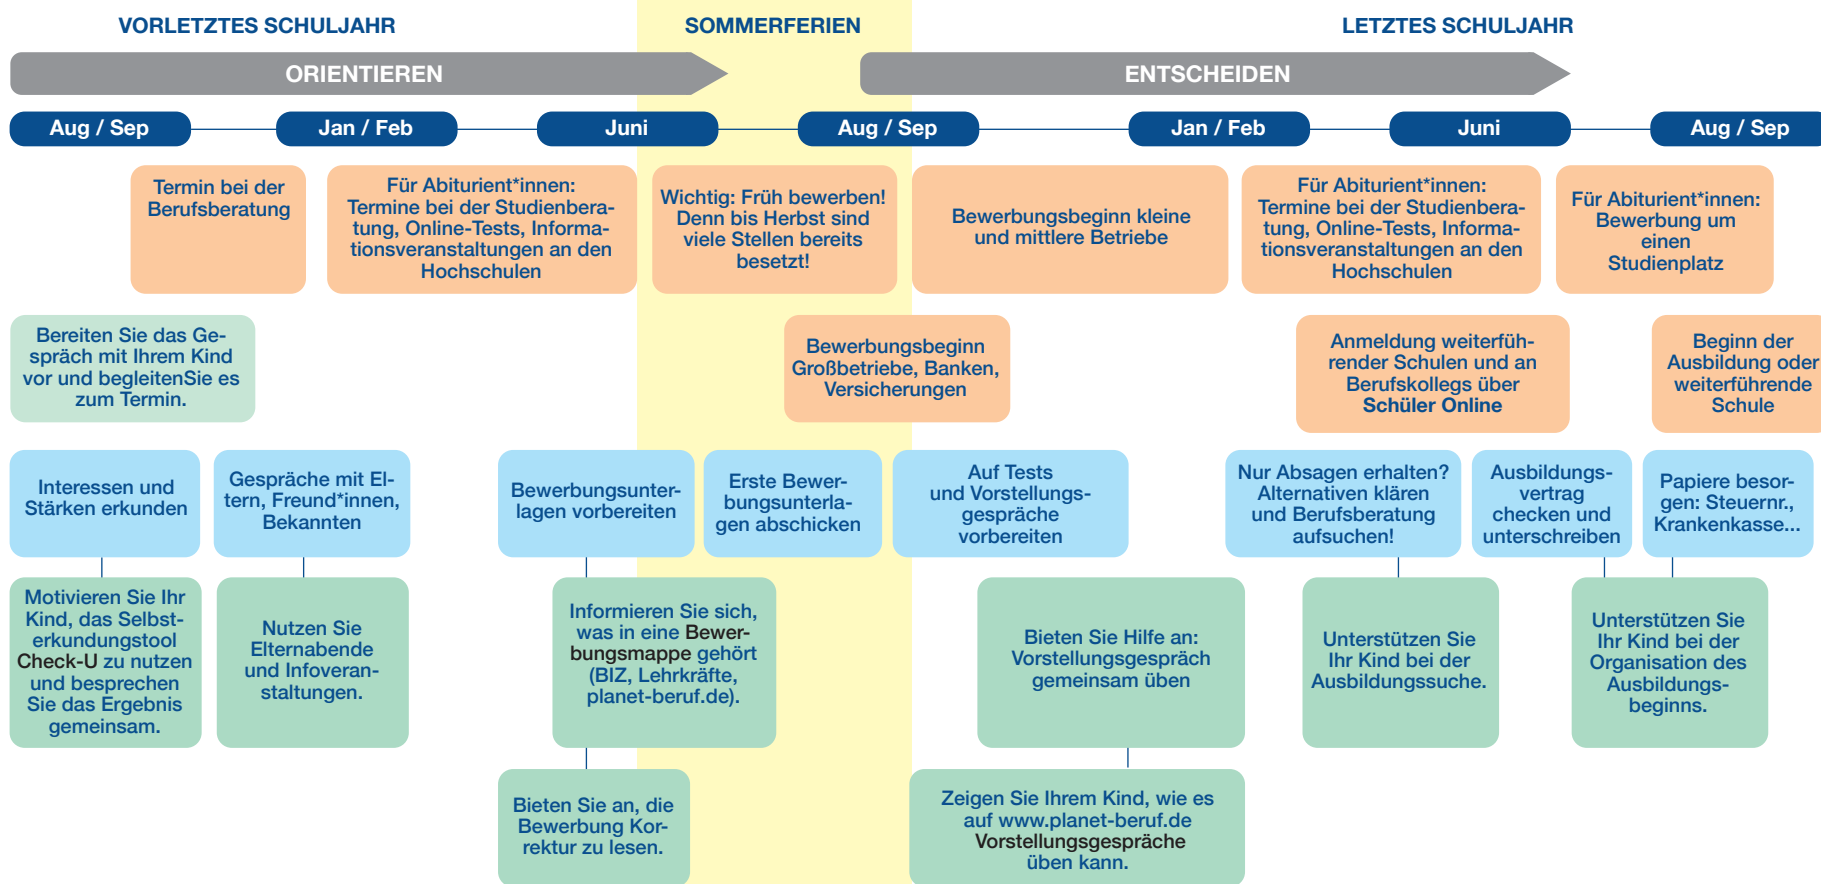 VORLETZTES SCHULJAHR
SOMMERFERIEN
LETZTES SCHULJAHR
ORIENTIEREN
ENTSCHEIDEN
Aug / Sep
Jan / Feb
Juni
Aug / Sep
Jan / Feb
Juni
Aug / Sep
Termin bei der
Berufsberatung
Für Abiturient*innen:
Termine bei der Studienbera-
tung, Online-Tests, Informa-
tionsveranstaltungen an den
Hochschulen
Wichtig: Früh bewerben!
Denn bis Herbst sind
viele Stellen bereits
besetzt!
Bewerbungsbeginn kleine
und mittlere Betriebe
Für Abiturient*innen:
Termine bei der Studienbera-
tung, Online-Tests, Informa-
tionsveranstaltungen an den
Hochschulen
Für Abiturient*innen:
Bewerbung um
einen
Studienplatz
Bereiten Sie das Ge-
spräch mit Ihrem Kind
vor und begleitenSie es
zum Termin.
Bewerbungsbeginn
Großbetriebe, Banken,
Versicherungen
Anmeldung weiterfüh-
render Schulen und an
Berufskollegs über
Schüler Online
Beginn der
Ausbildung oder
weiterführende
Schule
Interessen und
Stärken erkunden
Gespräche mit El-
tern, Freund*innen,
Bekannten
Bewerbungsunter-
lagen vorbereiten
Erste Bewer-
bungsunterla-
gen abschicken
Auf Tests
und Vorstellungs-
gespräche
vorbereiten
Nur Absagen erhalten?
Alternativen klären
und Berufsberatung
aufsuchen!
Ausbildungs-
vertrag
checken und
unterschreiben
Papiere besor-
gen: Steuernr.,
Krankenkasse...
Motivieren Sie Ihr
Kind, das Selbst-
erkundungstool
Check-U zu nutzen
und besprechen
Sie das Ergebnis
gemeinsam.
Nutzen Sie
Elternabende
und Infoveran-
staltungen.
Informieren Sie sich,
was in eine Bewer-
bungsmappe gehört
(BIZ, Lehrkräfte,
planet-beruf.de).
Bieten Sie Hilfe an:
Vorstellungsgespräch
gemeinsam üben
Unterstützen Sie
Ihr Kind bei der
Ausbildungssuche.
Unterstützen Sie
Ihr Kind bei der
Organisation des
Ausbildungs-
beginns.
Bieten Sie an, die
Bewerbung Kor-
rektur zu lesen.
Zeigen Sie Ihrem Kind, wie es
auf www.planet-beruf.de
Vorstellungsgespräche
üben kann.